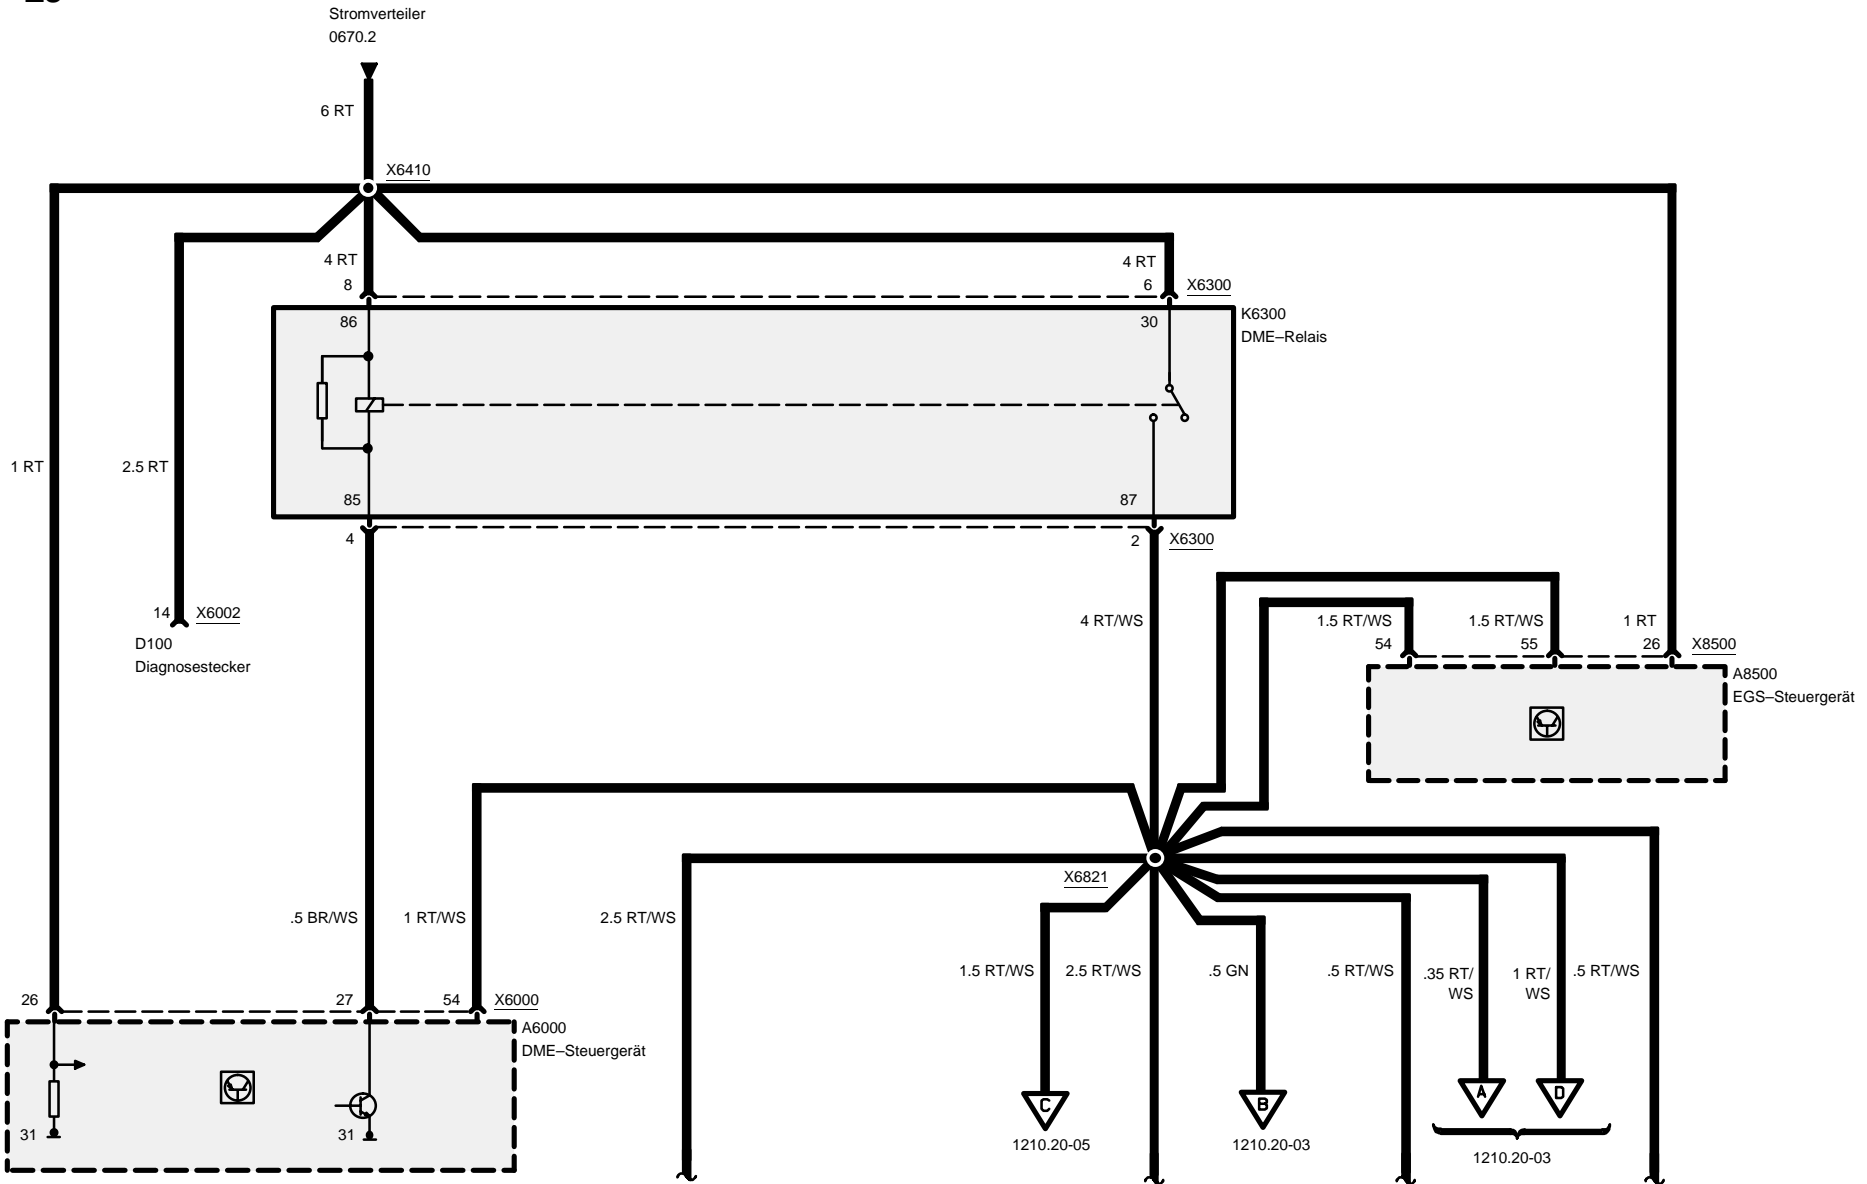 Stromverteiler
0670.2
6 RT
X6410
4 RT
8
4 RT
6
X6300
K6300
DME–Relais
86
30
85
87
4
2
X6300
1 RT
2.5 RT
14
X6002
D100
Diagnosestecker
4 RT/WS
1.5 RT/WS
1.5 RT/WS
1 RT
54
55
26
X8500
A8500
EGS–Steuergerät
X6821
.5 BR/WS
1 RT/WS
2.5 RT/WS
1.5 RT/WS
2.5 RT/WS
.5 GN
.5 RT/WS
.35 RT/
WS
1 RT/
WS
.5 RT/WS
26
27
54
X6000
A6000
DME–Steuergerät
31
31
C
B
A
D
1210.20-05
1210.20-03
1210.20-03